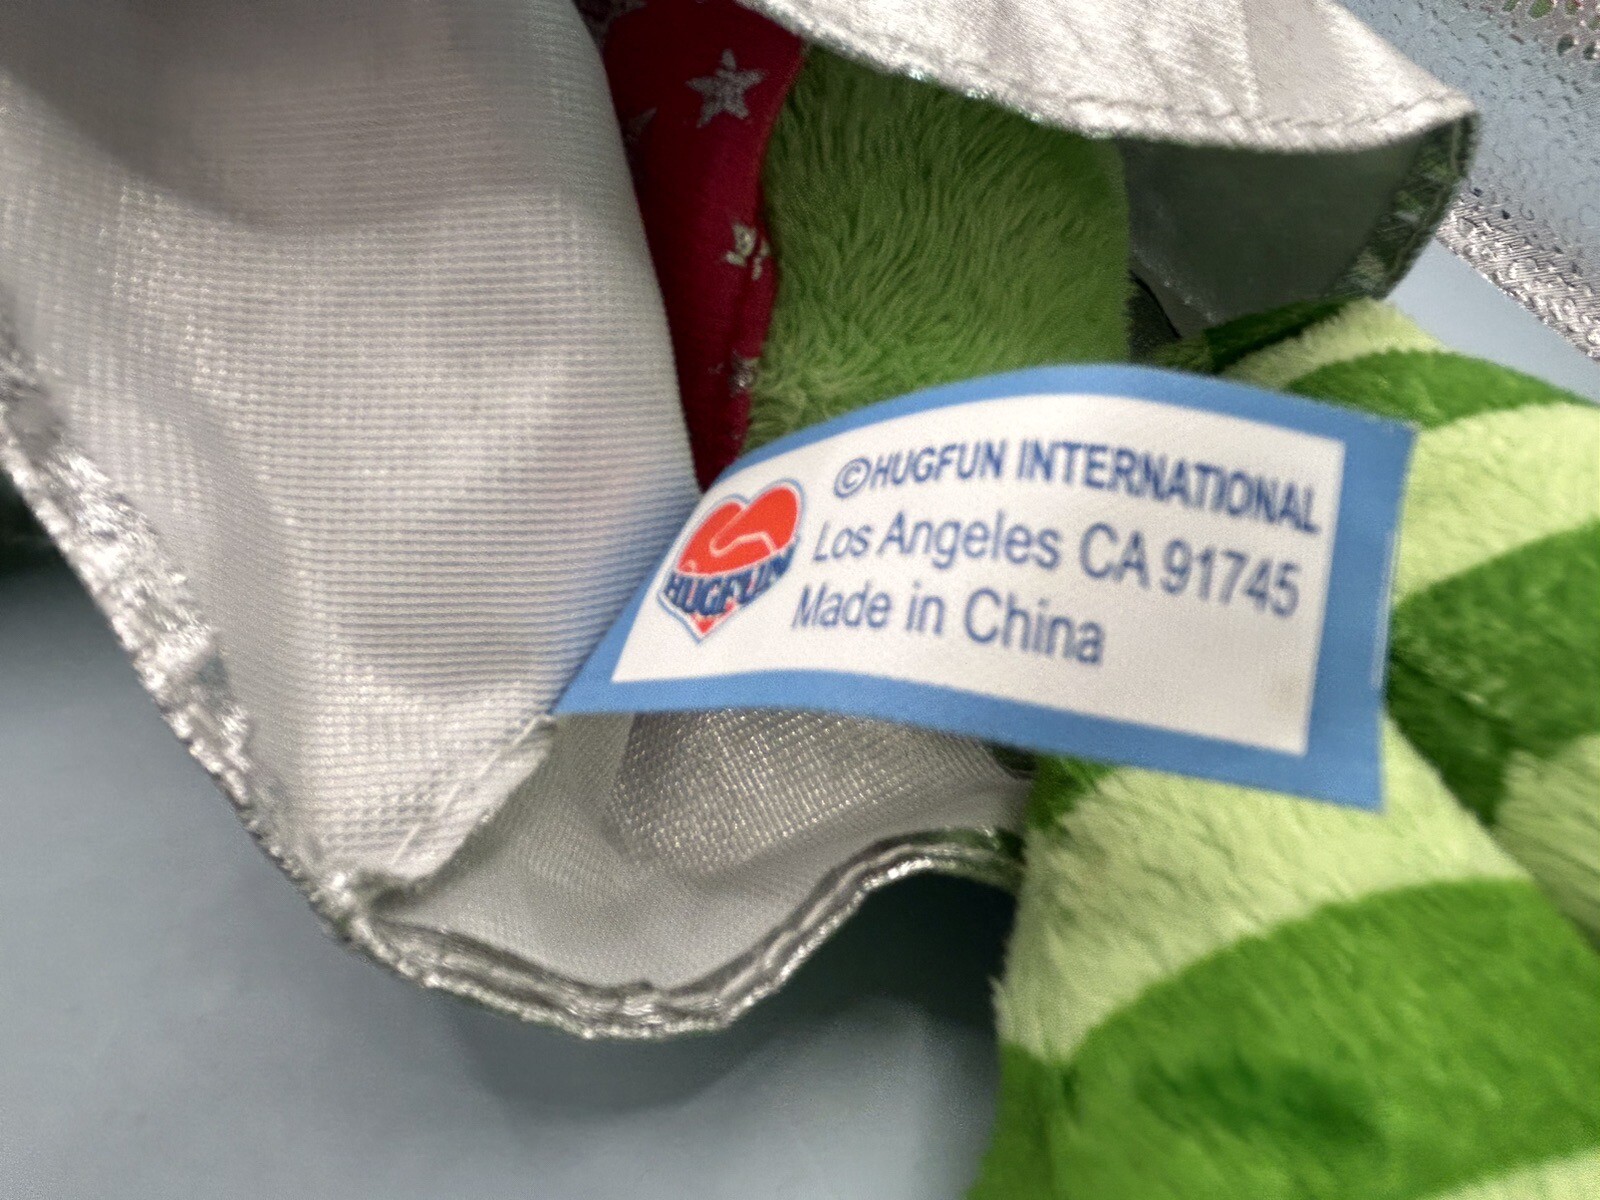 ©HUGFUN INTERNATIONAL
Los Angeles CA 91745
Made in China
HUGFUN